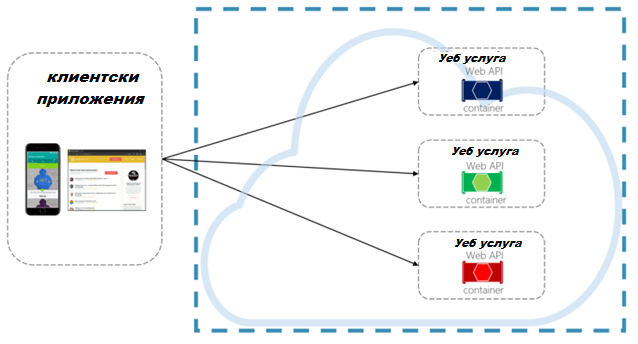 клиентски
приложения
Уеб услуга
Web API
container
Уеб услуга
Web API
container
Уеб услуга
Web API
container